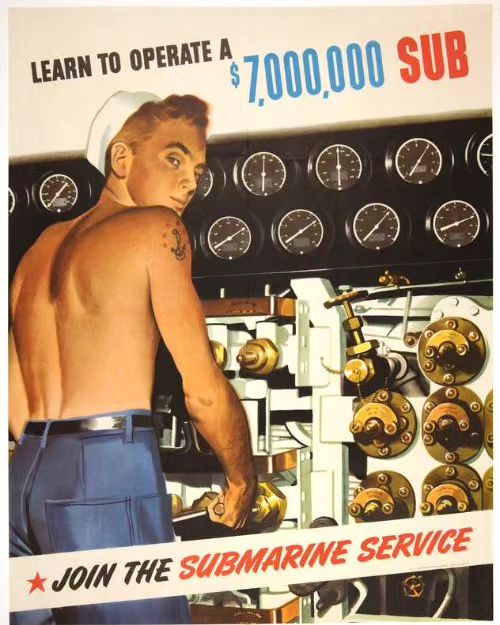 LEARN TO OPERATE A
$7,000,000 SUB
★ JOIN THE SUBMARINE SERVICE